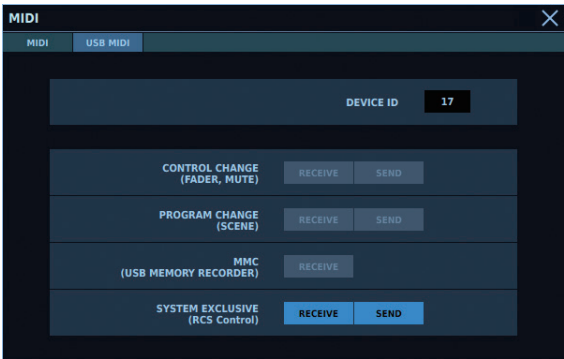 MIDI
MIDI USB MIDI
DEVICE ID 17
CONTROL CHANGE
(FADER, MUTE)
RECEIVE SEND
PROGRAM CHANGE
(SCENE)
RECEIVE SEND
MMC
(USB MEMORY RECORDER)
RECEIVE
SYSTEM EXCLUSIVE
(RCS Control)
RECEIVE SEND